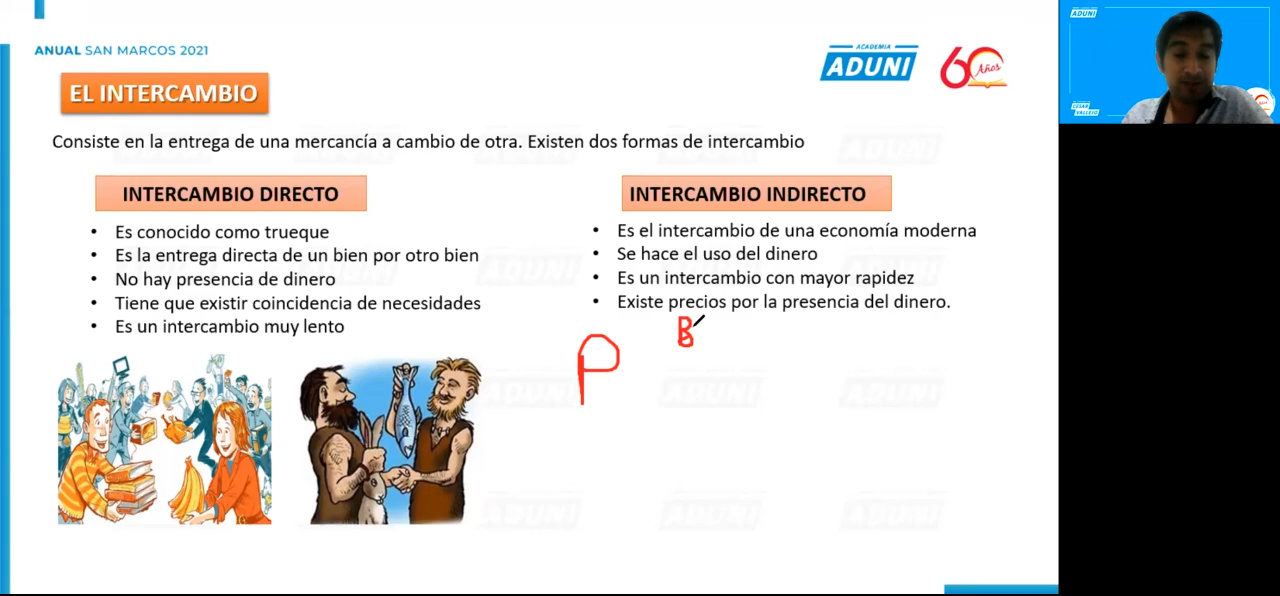 ANUAL SAN MARCOS 2021
ACADEMIA
ADUNI
60 Años
EL INTERCAMBIO
Consiste en la entrega de una mercancía a cambio de otra. Existen dos formas de intercambio
INTERCAMBIO DIRECTO
• Es conocido como trueque
• Es la entrega directa de un bien por otro bien
• No hay presencia de dinero
• Tiene que existir coincidencia de necesidades
• Es un intercambio muy lento
INTERCAMBIO INDIRECTO
• Es el intercambio de una economía moderna
• Se hace el uso del dinero
• Es un intercambio con mayor rapidez
• Existe precios por la presencia del dinero.
P
B
ADUNI
CESAR
VALLEJO